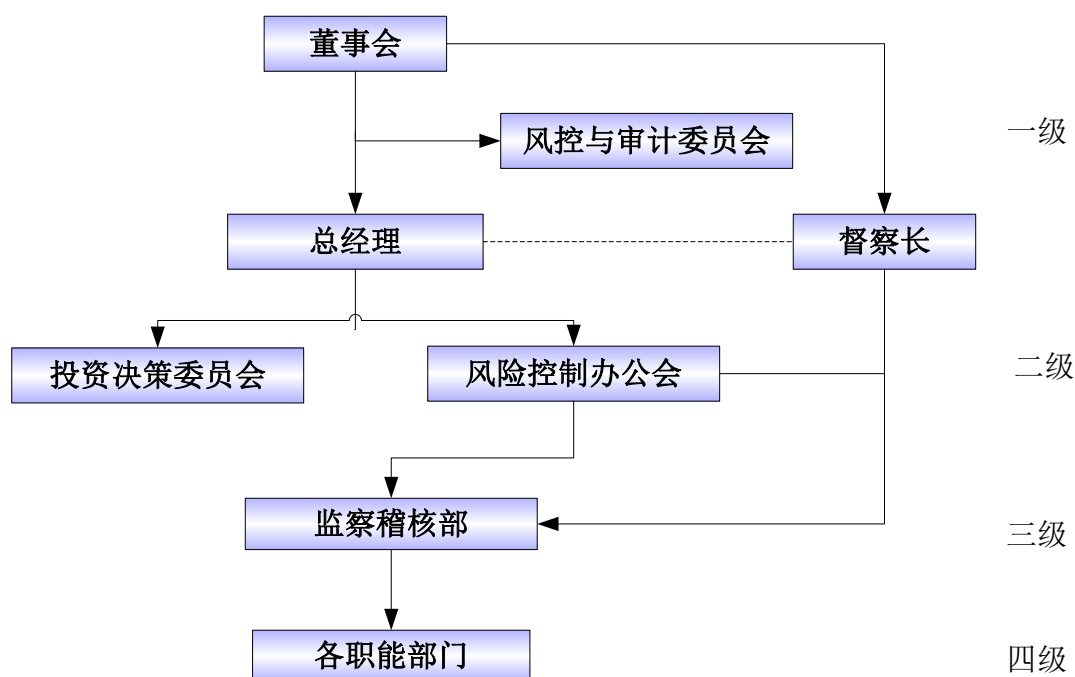 董事会
风控与审计委员会
一级
总经理
督察长
投资决策委员会
风险控制办公会
二级
监察稽核部
三级
各职能部门
四级